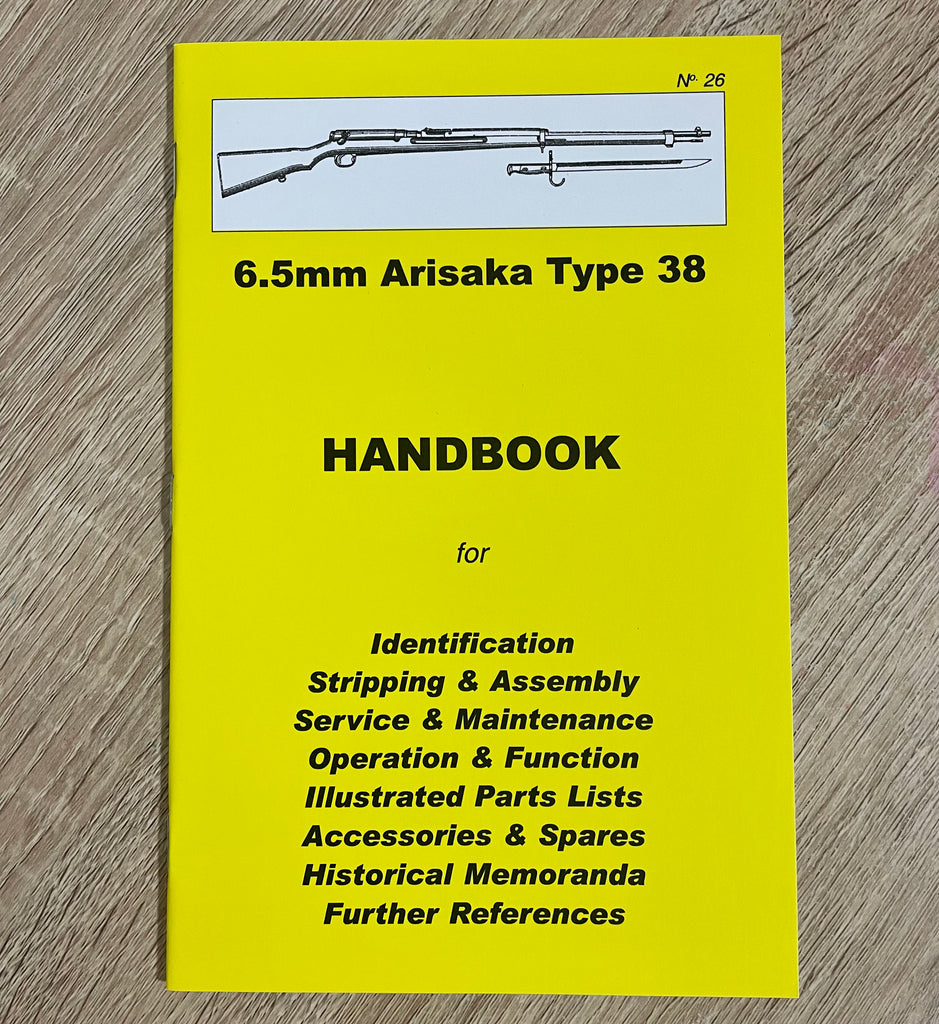 Nº. 26
6.5mm Arisaka Type 38
HANDBOOK
for
Identification
Stripping & Assembly
Service & Maintenance
Operation & Function
Illustrated Parts Lists
Accessories & Spares
Historical Memoranda
Further References